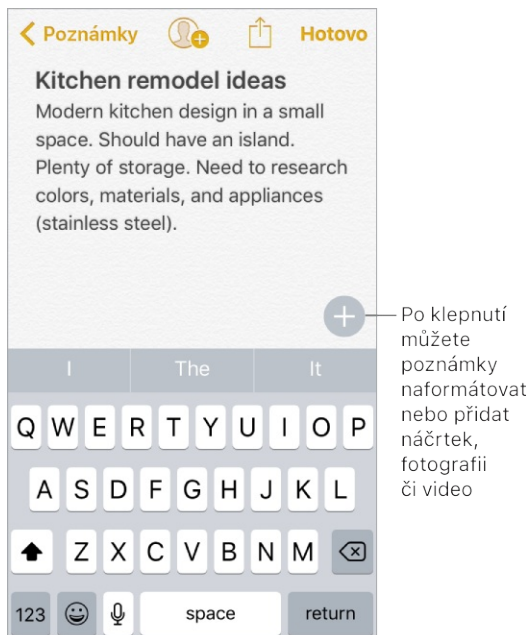 Poznámky Hotovo
Kitchen remodel ideas
Modern kitchen design in a small
space. Should have an island.
Plenty of storage. Need to research
colors, materials, and appliances
(stainless steel).
Po klepnutí
můžete
poznámky
naformátovat
nebo přidat
náčrtek,
fotografii
či video
I The It
Q W E R T Y U I O P
A S D F G H J K L
Z X C V B N M
123 space return